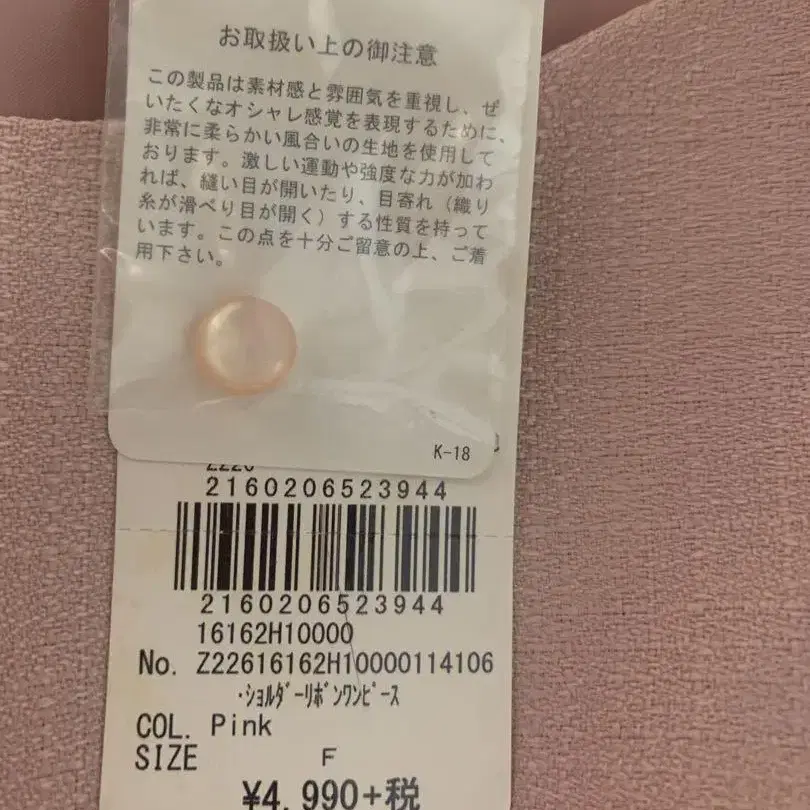 お取扱い上の御注意
この製品は素材感と雰囲気を重視し、ぜ
いたくなオシャレ感覚を表現するために、
非常に柔らかい風合いの生地を使用して
おります。激しい運動や強度な力が加わ
れば、縫い目が開いたり、目寄れ（織り
糸が滑べり目が開く）する性質を持って
います。この点を十分ご留意の上、ご着
用下さい。
K-18
2160206523944
2160206523944
16162H10000
No. Z22616162H10000114106
･ｼｮﾙﾀﾞｰﾘﾎﾞﾝﾜﾝﾋﾟｰｽ
COL. Pink
SIZE F
¥4,990+税